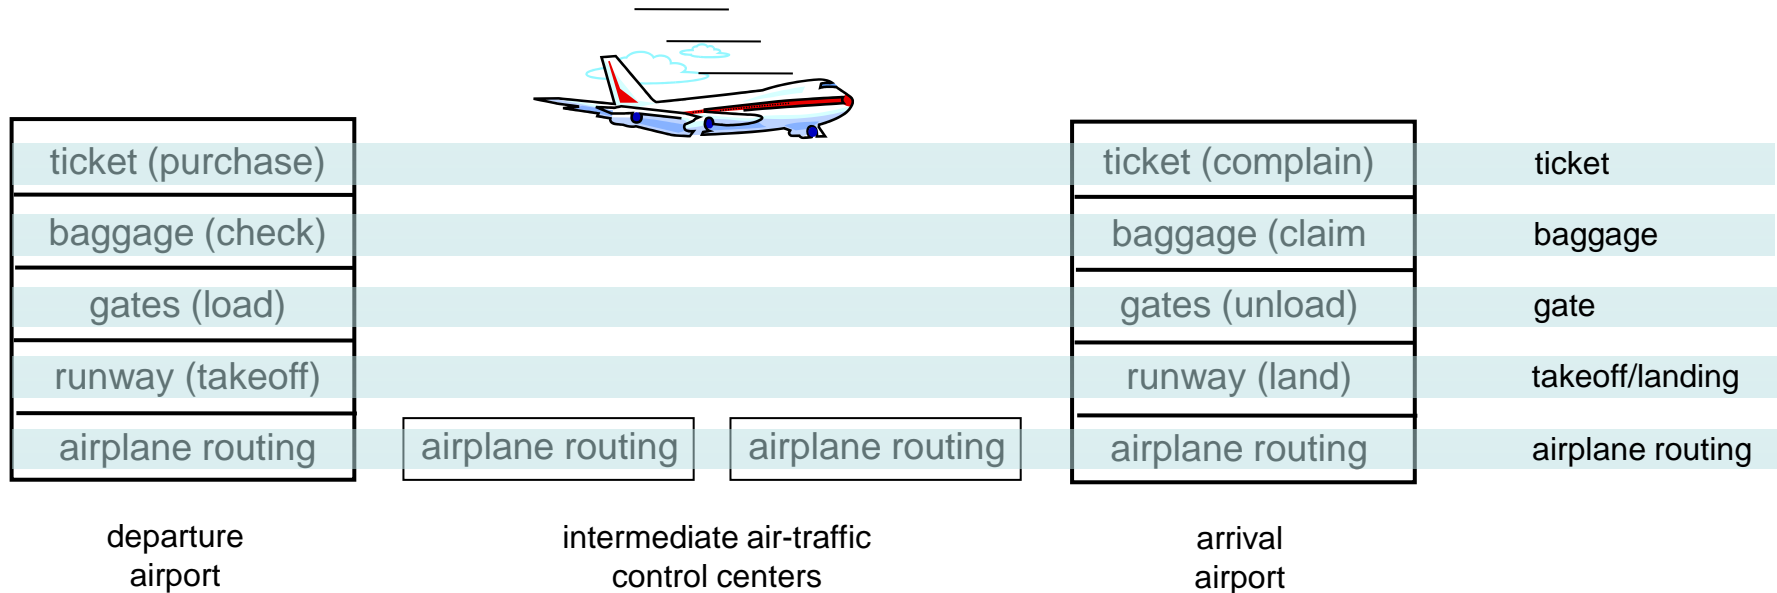 ticket (purchase)
ticket (complain)
ticket
baggage (check)
baggage (claim
baggage
gates (load)
gates (unload)
gate
runway (takeoff)
runway (land)
takeoff/landing
airplane routing
airplane routing
airplane routing
airplane routing
airplane routing
departure
airport
intermediate air-traffic
control centers
arrival
airport